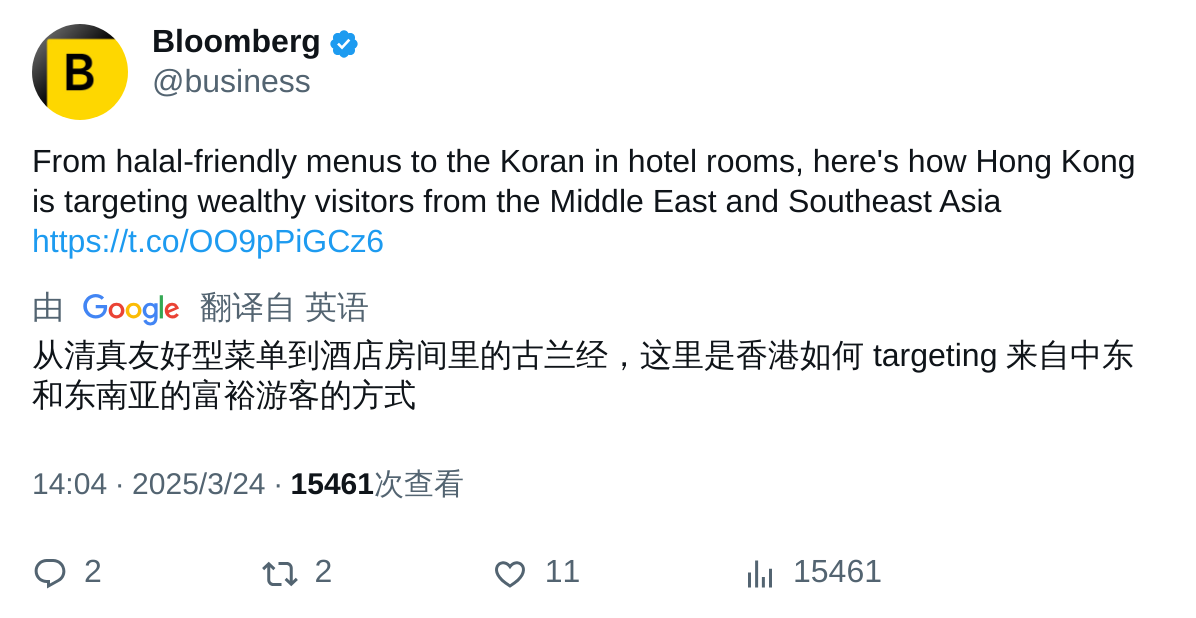 B
Bloomberg
@business
From halal-friendly menus to the Koran in hotel rooms, here's how Hong Kong
is targeting wealthy visitors from the Middle East and Southeast Asia
https://t.co/OO9pPiGCz6
由 Google 翻译自 英语
从清真友好型菜单到酒店房间里的古兰经，这里是香港如何 targeting 来自中东
和东南亚的富裕游客的方式
14:04 · 2025/3/24 · 15461次查看
2 2 11 15461